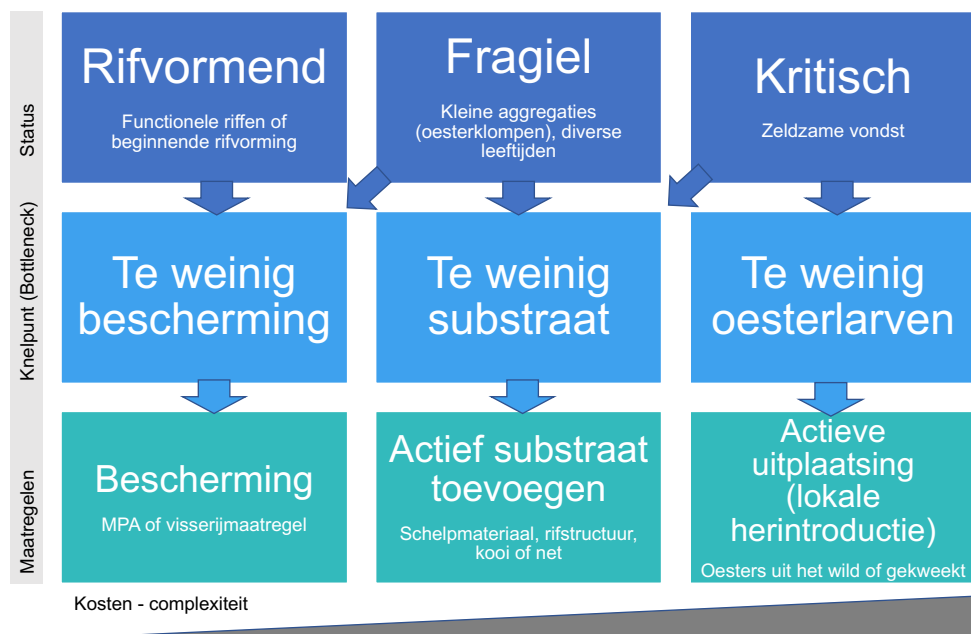 Status
Rifvormend
Functionele riffen of
beginnende rifvorming
Fragiel
Kleine aggregaties
(oesterklompen), diverse
leeftijden
Kritisch
Zeldzame vondst
Knelpunt (Bottleneck)
Te weinig
bescherming
Te weinig
substraat
Te weinig
oesterlarven
Maatregelen
Bescherming
MPA of visserijmaatregel
Actief substraat
toevoegen
Schelpmateriaal, rifstructuur,
kooi of net
Actieve
uitplaatsing
(lokale
herintroductie)
Oesters uit het wild of gekweekt
Kosten - complexiteit